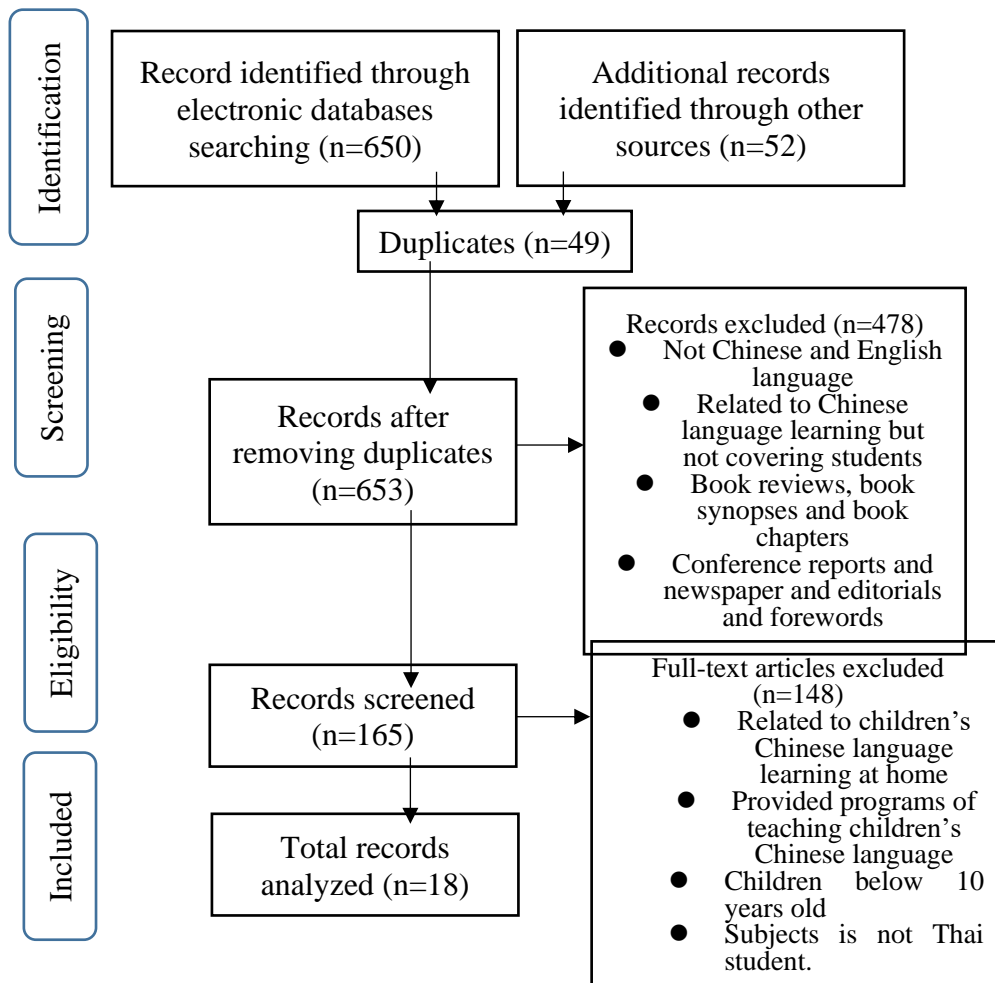 Identification
Record identified through
electronic databases
searching (n=650)
Additional records
identified through other
sources (n=52)
Duplicates (n=49)
Screening
Records after
removing duplicates
(n=653)
Records excluded (n=478)
● Not Chinese and English
language
● Related to Chinese
language learning but
not covering students
● Book reviews, book
synopses and book
chapters
● Conference reports and
newspaper and editorials
and forewords
Eligibility
Records screened
(n=165)
Full-text articles excluded
(n=148)
● Related to children’s
Chinese language
learning at home
● Provided programs of
teaching children’s
Chinese language
● Children below 10
years old
● Subjects is not Thai
student.
Included
Total records
analyzed (n=18)